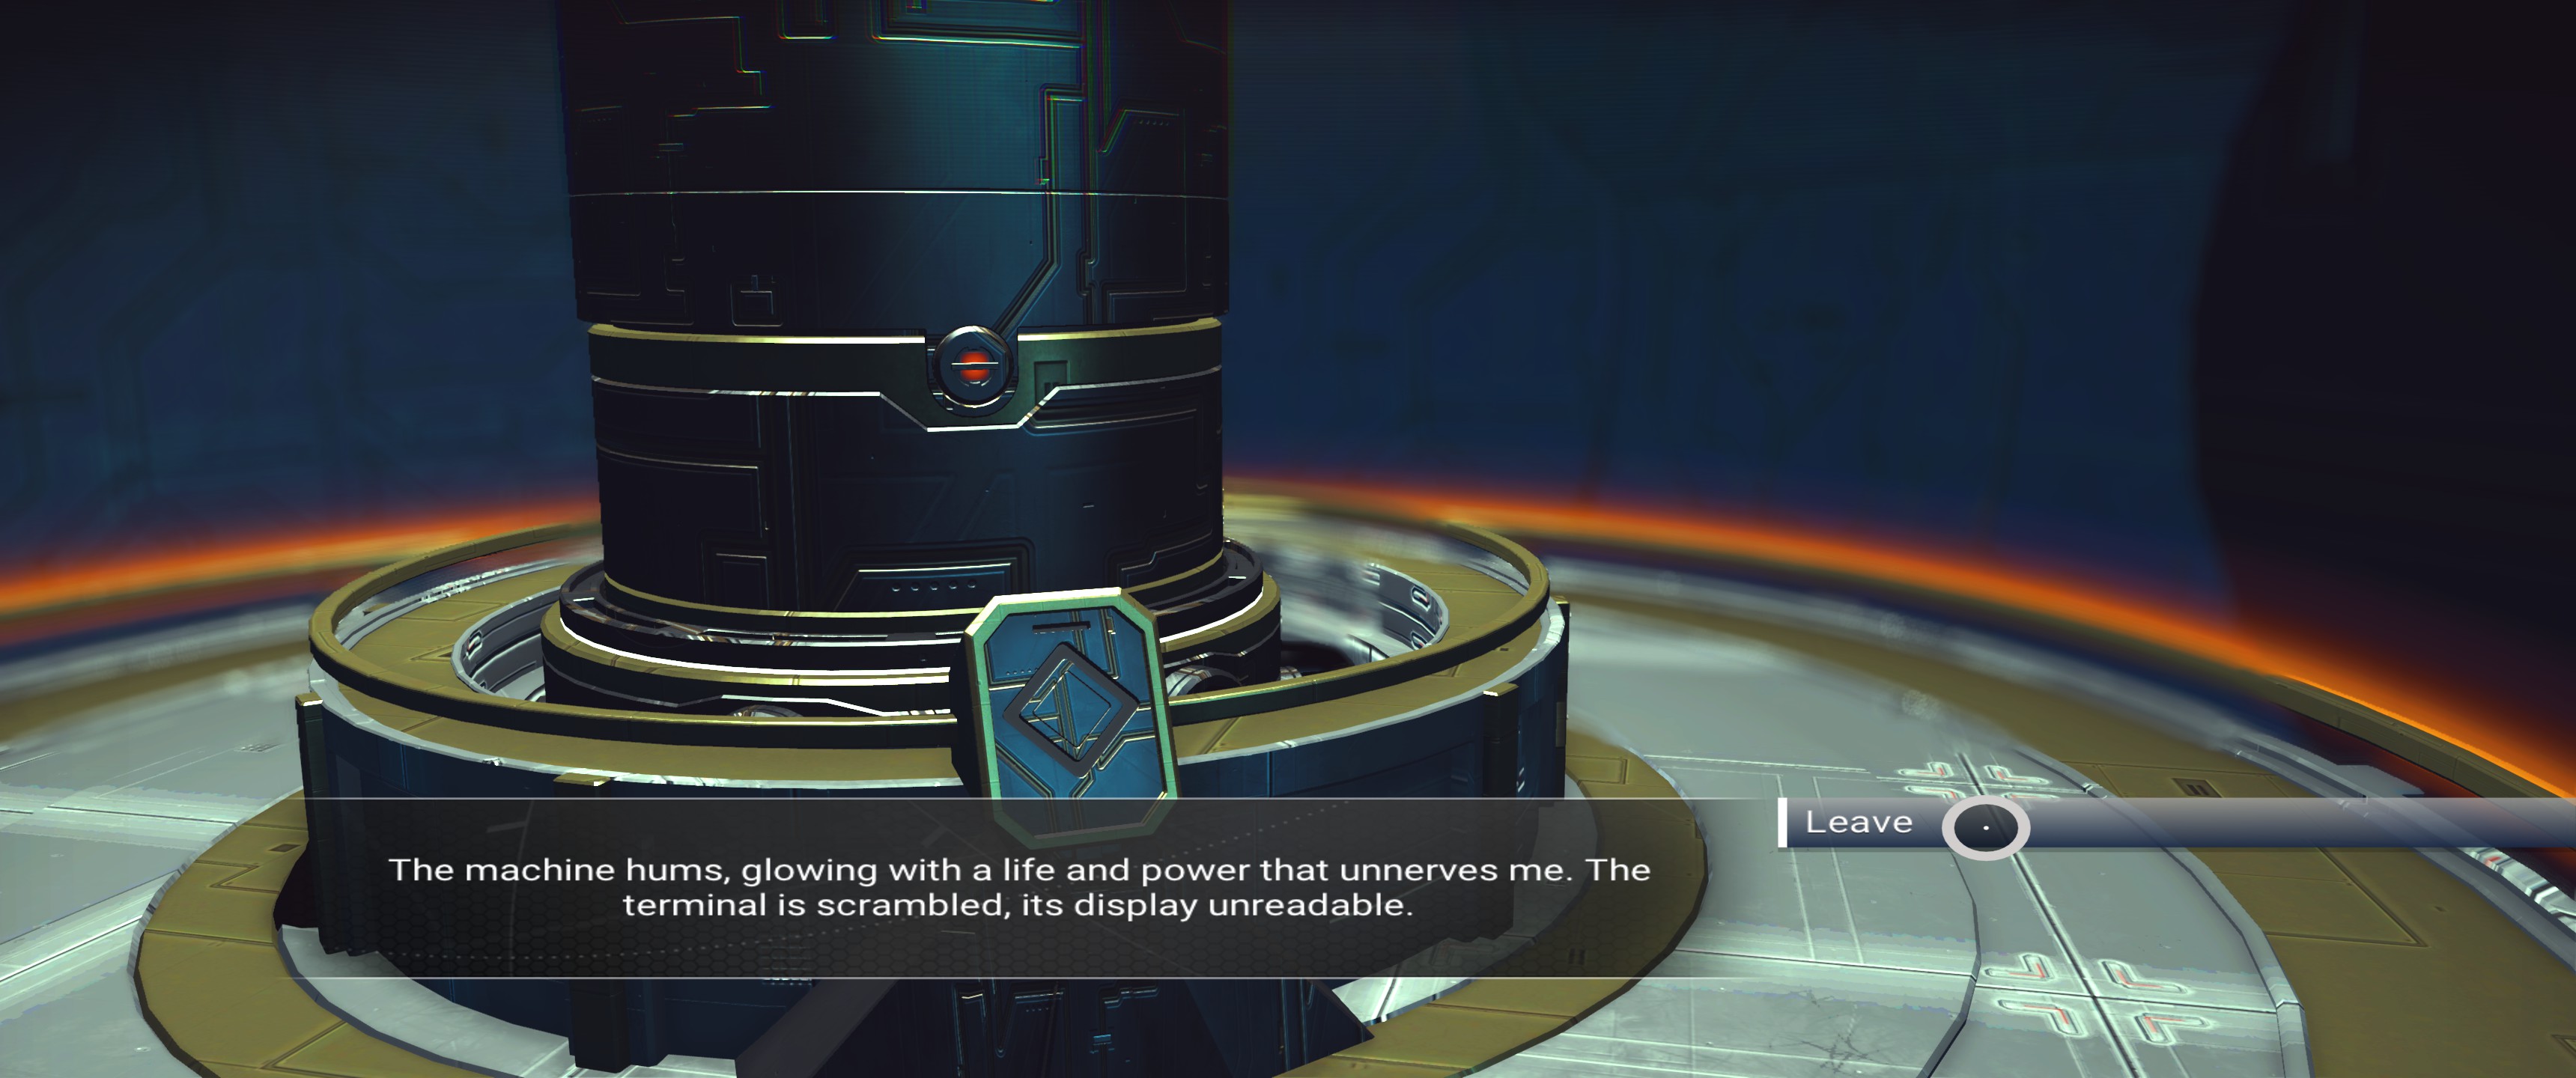 Leave
The machine hums, glowing with a life and power that unnerves me. The
terminal is scrambled, its display unreadable.